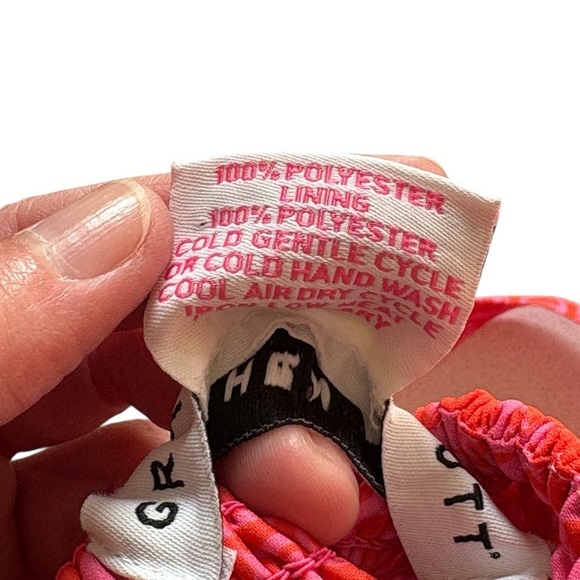 100% POLYESTER
LINING
100% POLYESTER
COLD GENTLE CYCLE
OR COLD HAND WASH
COOL AIR DRY CYCLE
GR
OTT